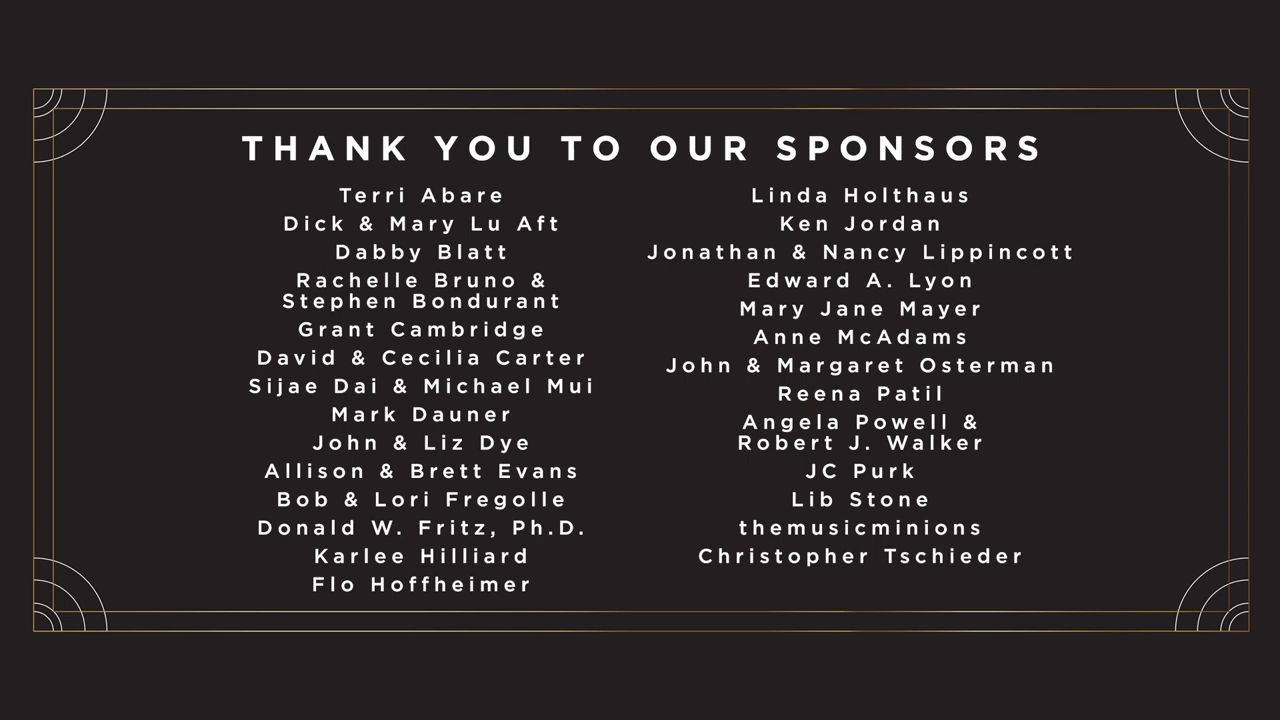 THANK YOU TO OUR SPONSORS
Terri Abare
Dick & Mary Lu Aft
Dabby Blatt
Rachelle Bruno &
Stephen Bondurant
Grant Cambridge
David & Cecilia Carter
Sijae Dai & Michael Mui
Mark Dauner
John & Liz Dye
Allison & Brett Evans
Bob & Lori Fregolle
Donald W. Fritz, Ph.D.
Karlee Hilliard
Flo Hoffheimer
Linda Holthaus
Ken Jordan
Jonathan & Nancy Lippincott
Edward A. Lyon
Mary Jane Mayer
Anne McAdams
John & Margaret Osterman
Reena Patil
Angela Powell &
Robert J. Walker
JC Purk
Lib Stone
themusicminions
Christopher Tschieder